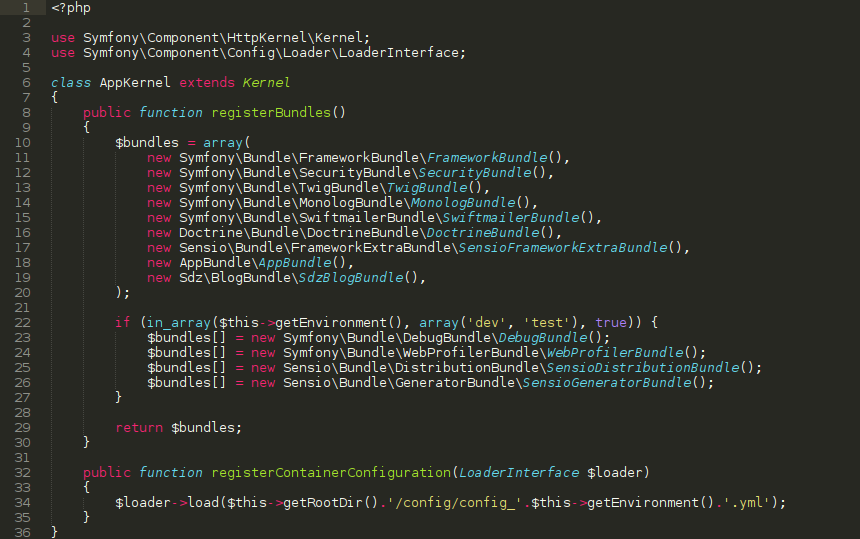 1 <?php
2
3 use Symfony\Component\HttpKernel\Kernel;
4 use Symfony\Component\Config\Loader\LoaderInterface;
5
6 class AppKernel extends Kernel
7 {
8     public function registerBundles()
9     {
10         $bundles = array(
11             new Symfony\Bundle\FrameworkBundle\FrameworkBundle(),
12             new Symfony\Bundle\SecurityBundle\SecurityBundle(),
13             new Symfony\Bundle\TwigBundle\TwigBundle(),
14             new Symfony\Bundle\MonologBundle\MonologBundle(),
15             new Symfony\Bundle\SwiftmailerBundle\SwiftmailerBundle(),
16             new Doctrine\Bundle\DoctrineBundle\DoctrineBundle(),
17             new Sensio\Bundle\FrameworkExtraBundle\SensioFrameworkExtraBundle(),
18             new AppBundle\AppBundle(),
19             new Sdz\BlogBundle\SdzBlogBundle(),
20         );
21
22         if (in_array($this->getEnvironment(), array('dev', 'test'), true)) {
23             $bundles[] = new Symfony\Bundle\DebugBundle\DebugBundle();
24             $bundles[] = new Symfony\Bundle\WebProfilerBundle\WebProfilerBundle();
25             $bundles[] = new Sensio\Bundle\DistributionBundle\SensioDistributionBundle();
26             $bundles[] = new Sensio\Bundle\GeneratorBundle\SensioGeneratorBundle();
27         }
28
29         return $bundles;
30     }
31
32     public function registerContainerConfiguration(LoaderInterface $loader)
33     {
34         $loader->load($this->getRootDir().'/config/config_'.$this->getEnvironment().'.yml');
35     }
36 }